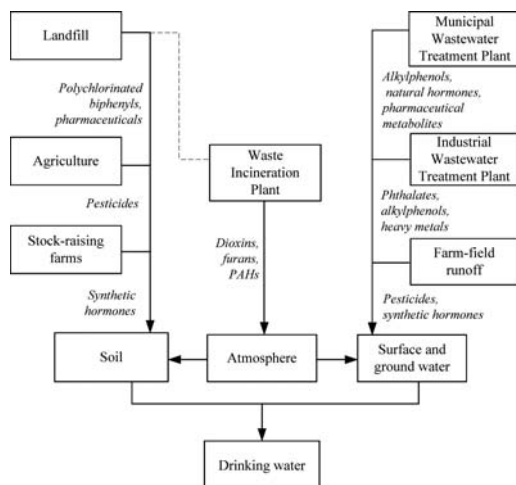 Landfill
Polychlorinated
biphenyls,
pharmaceuticals
Agriculture
Pesticides
Stock-raising
farms
Synthetic
hormones
Soil
Waste
Incineration
Plant
Dioxins,
furans,
PAHs
Atmosphere
Municipal
Wastewater
Treatment Plant
Alkylphenols,
natural hormones,
pharmaceutical
metabolites
Industrial
Wastewater
Treatment Plant
Phthalates,
alkylphenols,
heavy metals
Farm-field
runoff
Pesticides,
synthetic hormones
Surface and
ground water
Drinking water